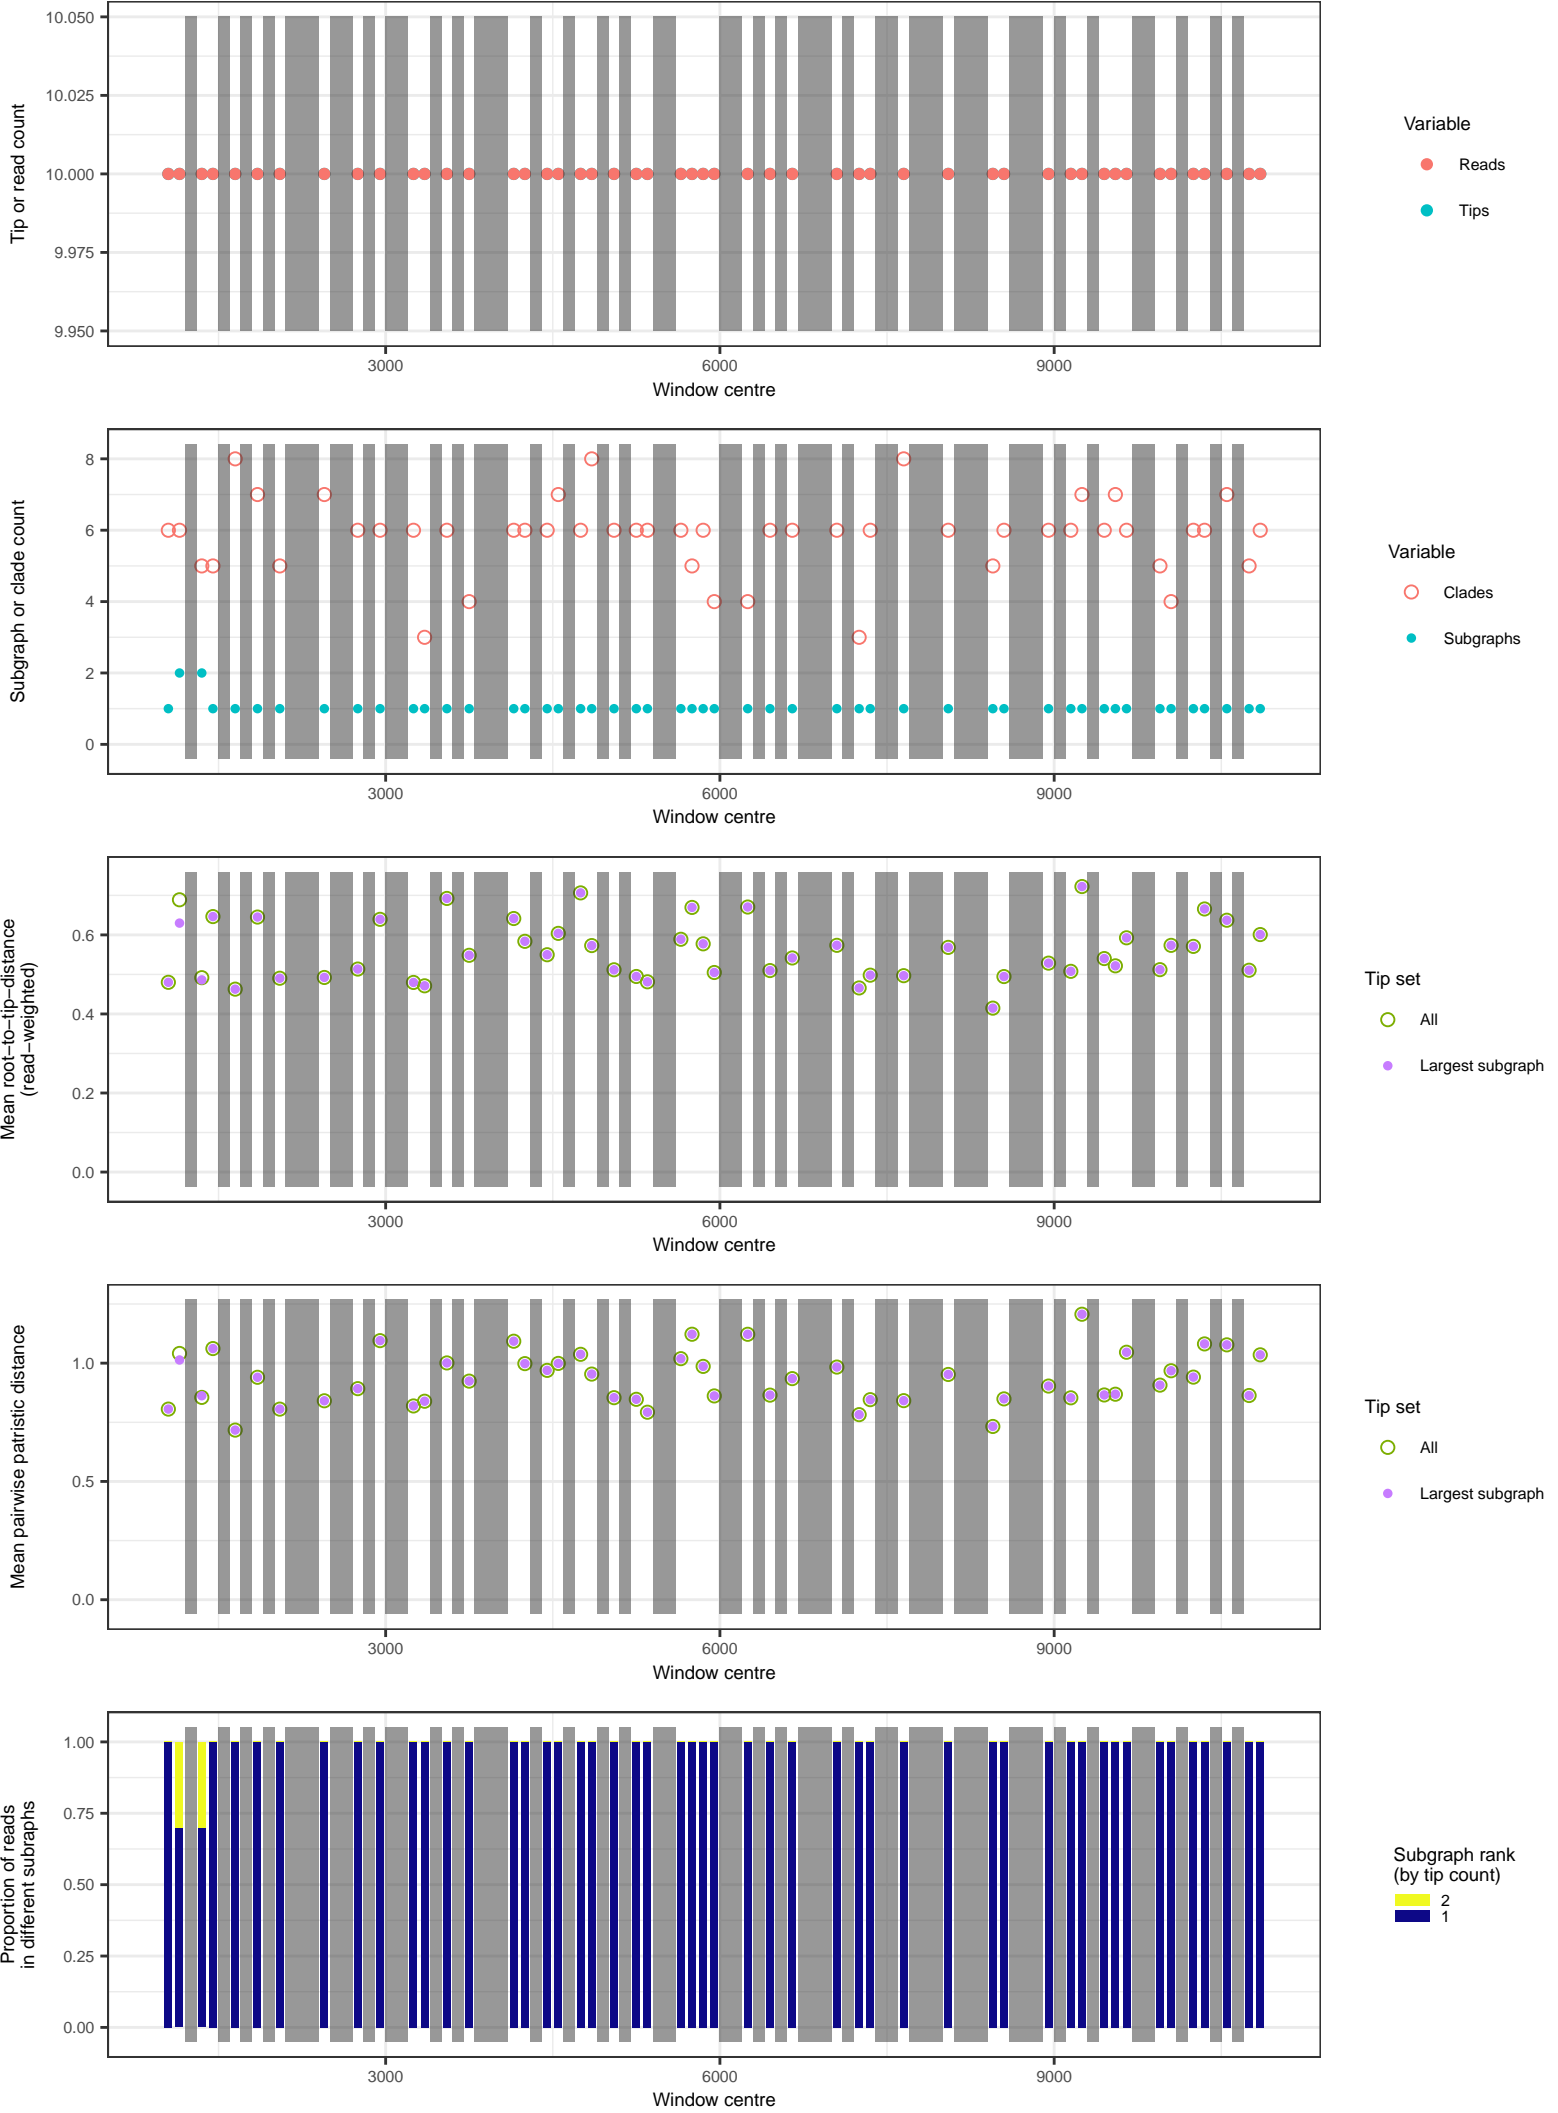 10.050
10.025
10.000
9.975
9.950
Tip or read count
3000
6000
9000
Window centre
Variable
Reads
Tips
8
6
4
2
0
Subgraph or clade count
3000
6000
9000
Window centre
Variable
Clades
Subgraphs
0.6
0.4
0.2
0.0
Mean root−to−tip−distance
(read−weighted)
3000
6000
9000
Window centre
Tip set
All
Largest subgraph
1.0
0.5
0.0
Mean pairwise patristic distance
3000
6000
9000
Window centre
Tip set
All
Largest subgraph
1.00
0.75
0.50
0.25
0.00
Proportion of reads
in different subraphs
3000
6000
9000
Window centre
Subgraph rank
(by tip count)
2
1